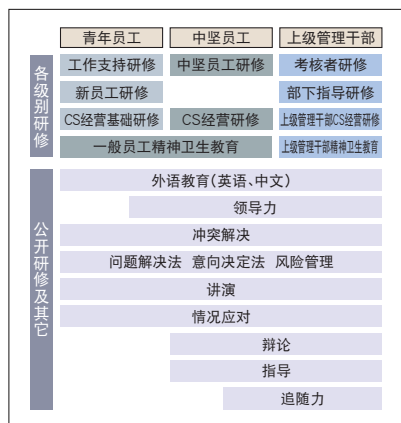 青年员工 中坚员工 上级管理干部
各级别研修
工作支持研修 中坚员工研修 考核者研修
新员工研修 部下指导研修
CS经营基础研修 CS经营研修 上级管理干部CS经营研修
一般员工精神卫生教育 上级管理干部精神卫生教育
公开研修及其它
外语教育(英语、中文)
领导力
冲突解决
问题解决法 意向决定法 风险管理
讲演
情况应对
辩论
指导
追随力